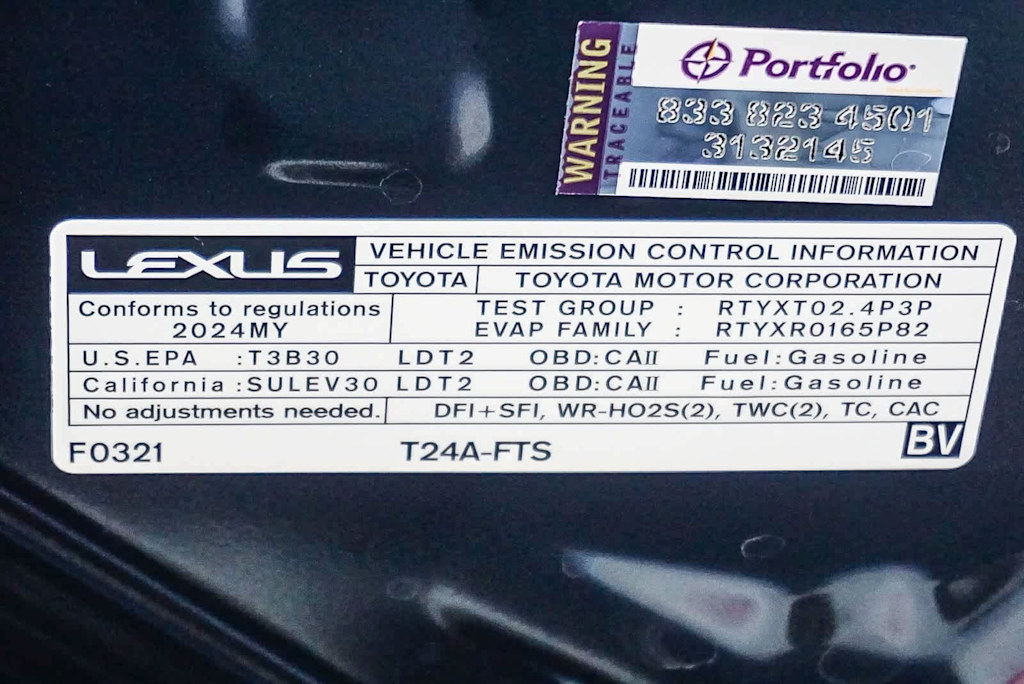 WARNING
TRACEABLE
Portfolio
833 823 4501
3132145
LEXUS
VEHICLE EMISSION CONTROL INFORMATION
TOYOTA
TOYOTA MOTOR CORPORATION
Conforms to regulations
2024MY
TEST GROUP : RTYXT02.4P3P
EVAP FAMILY : RTYXR0165P82
U.S.EPA :T3B30 LDT2 OBD:CAII Fuel:Gasoline
California :SULEV30 LDT2 OBD:CAII Fuel:Gasoline
No adjustments needed. DFI+SFI, WR-HO2S(2), TWC(2), TC, CAC
F0321 T24A-FTS BV